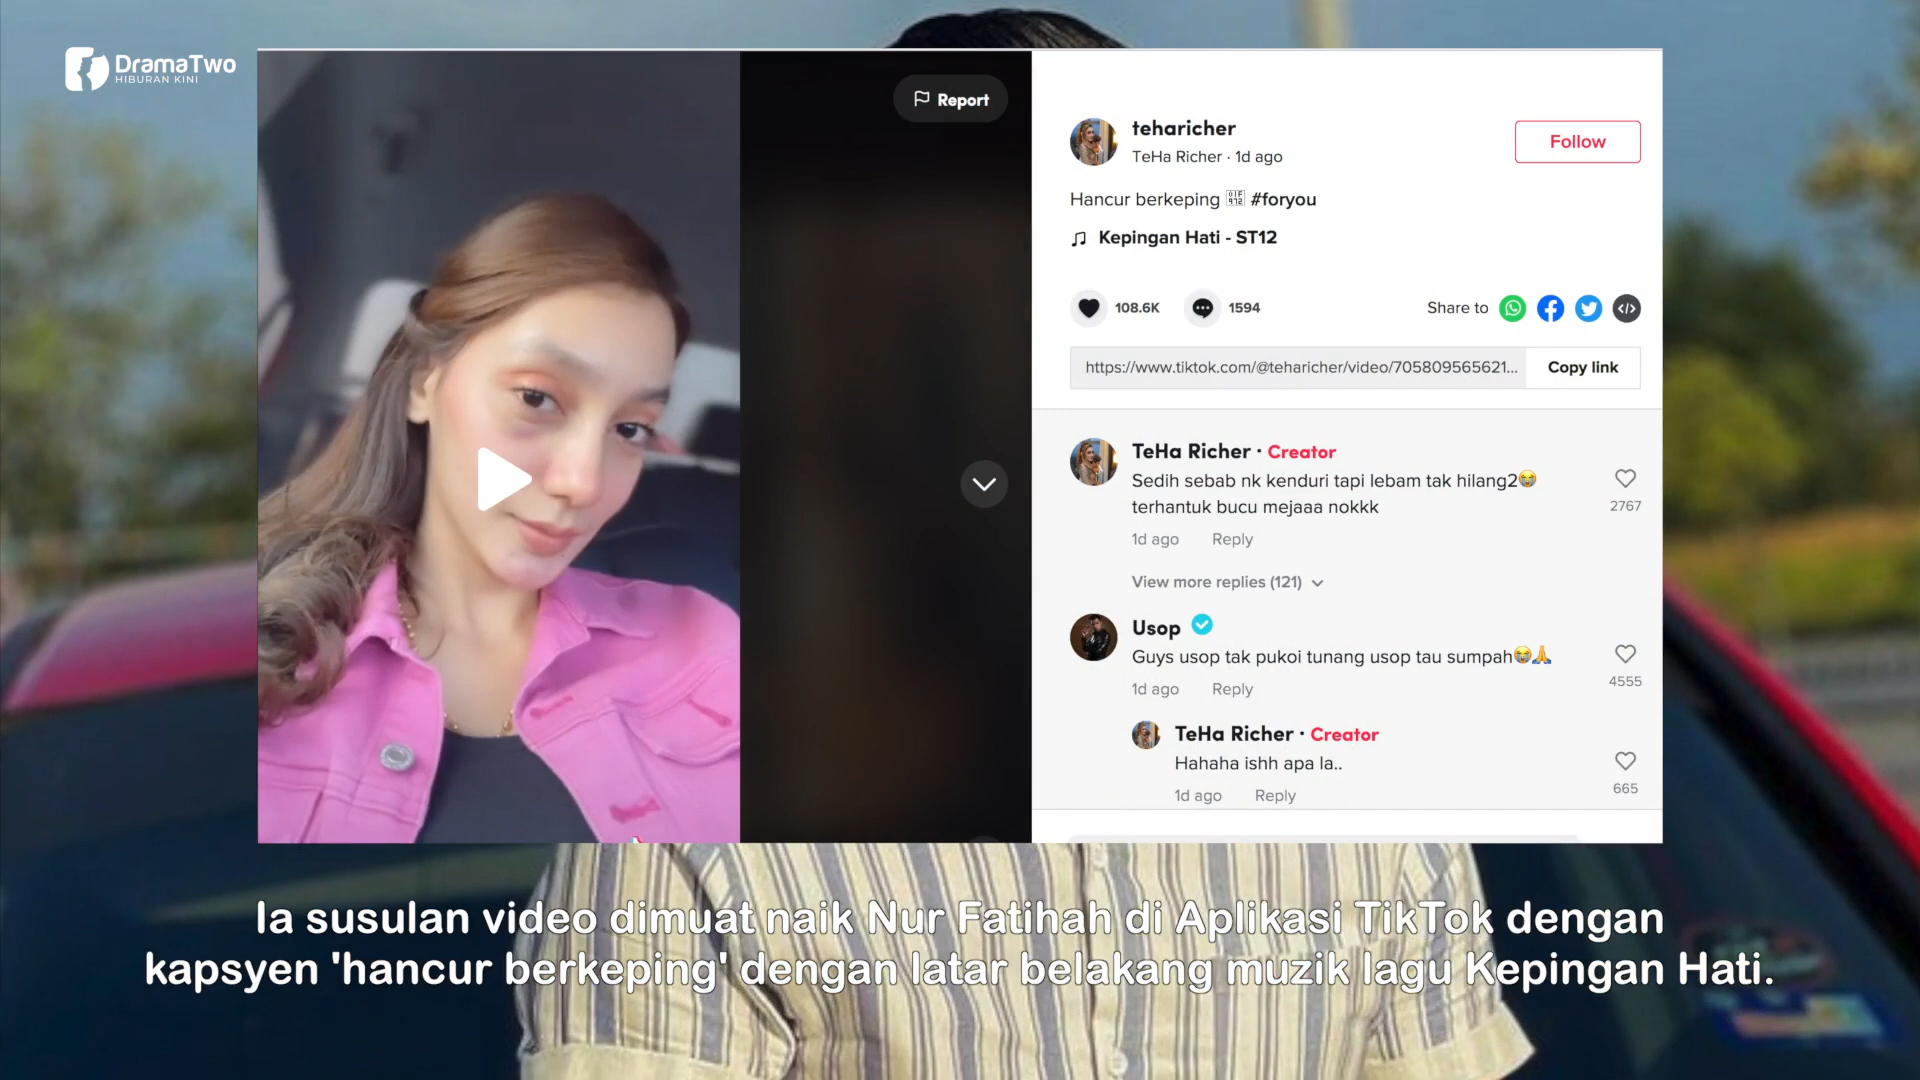 DramaTwo
HIBURAN KINI
Report
teharicher
TeHa Richer · 1d ago
Follow
Hancur berkeping #foryou
Kepingan Hati - ST12
108.6K
1594
Share to
https://www.tiktok.com/@teharicher/video/705809565621...
Copy link
TeHa Richer · Creator
Sedih sebab nk kenduri tapi lebam tak hilang2😭
terhantuk bucu mejaaa nokkk
2767
1d ago Reply
View more replies (121)
Usop
Guys usop tak pukoi tunang usop tau sumpah😭🙏
4555
1d ago Reply
TeHa Richer · Creator
Hahaha ishh apa la..
665
1d ago Reply
Ia susulan video dimuat naik Nur Fatihah di Aplikasi TikTok dengan
kapsyen 'hancur berkeping' dengan latar belakang muzik lagu Kepingan Hati.